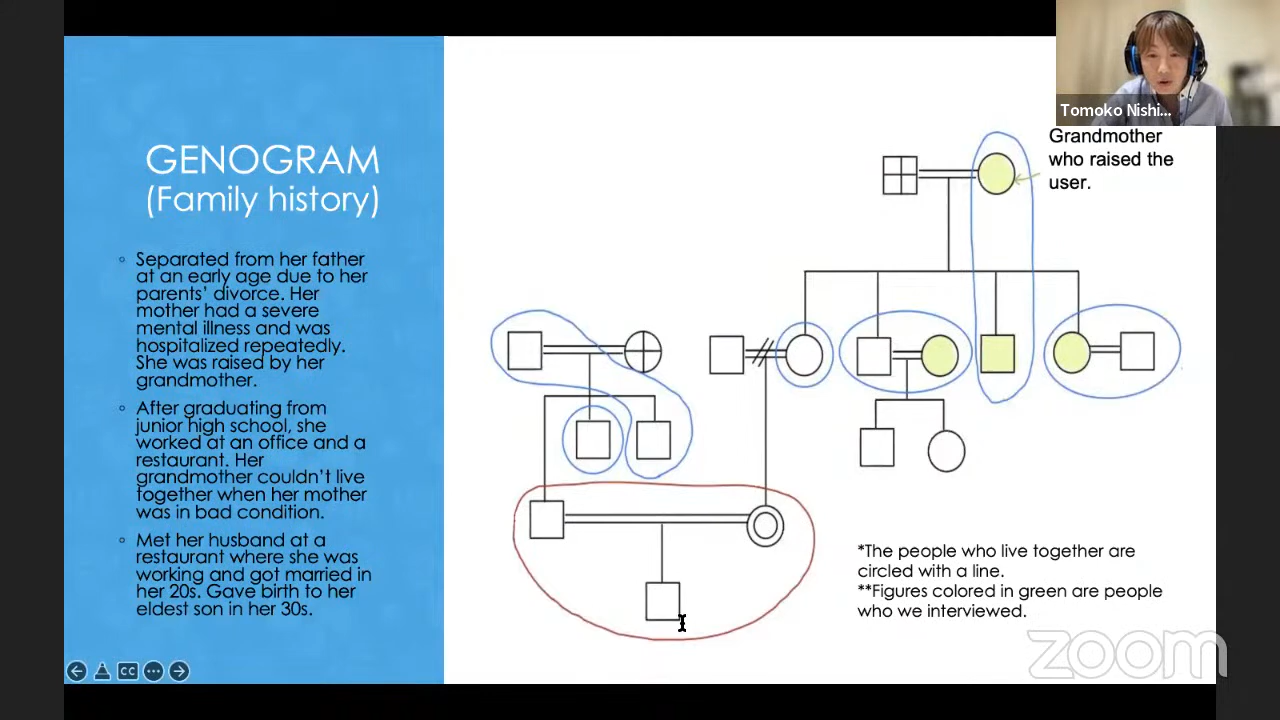 Tomoko Nishi...
GENOGRAM
(Family history)
◦ Separated from her father
at an early age due to her
parents’ divorce. Her
mother had a severe
mental illness and was
hospitalized repeatedly.
She was raised by her
grandmother.
◦ After graduating from
junior high school, she
worked at an office and a
restaurant. Her
grandmother couldn’t live
together when her mother
was in bad condition.
◦ Met her husband at a
restaurant where she was
working and got married in
her 20s. Gave birth to her
eldest son in her 30s.
Grandmother
who raised the
user.
*The people who live together are
circled with a line.
**Figures colored in green are people
who we interviewed.
CC
zoom